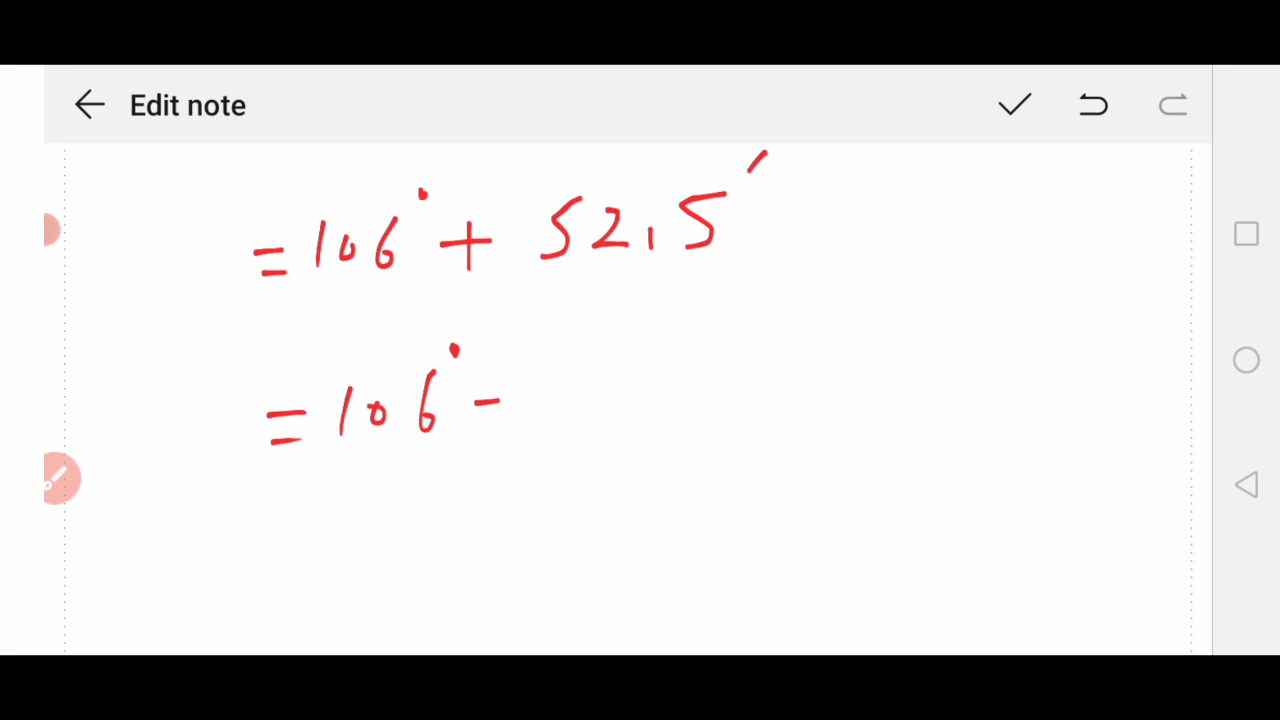 Edit note
=106° + 52.5′
=106° -